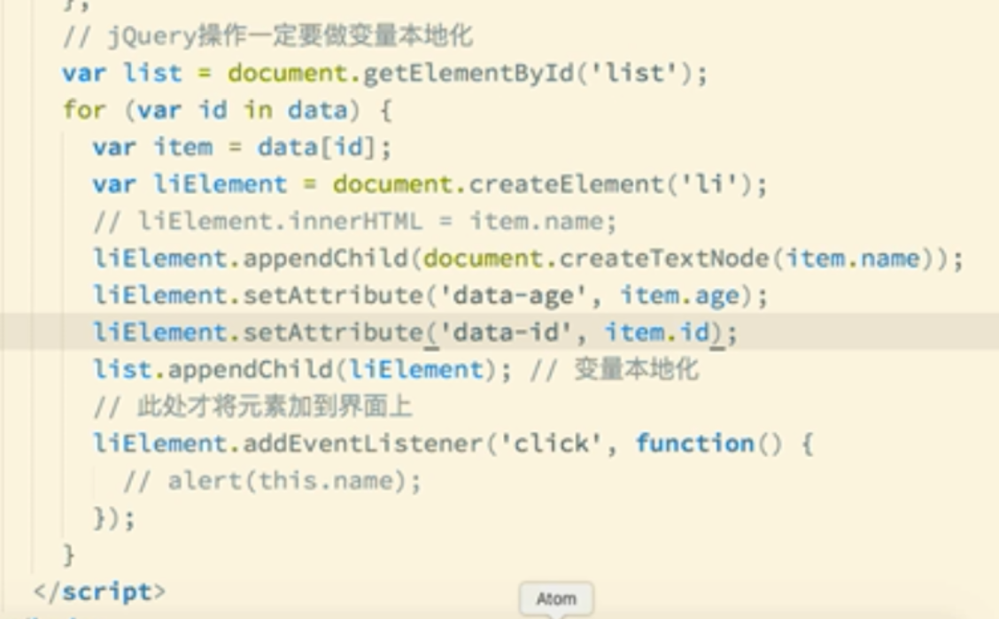 };
// jQuery操作一定要做变量本地化
var list = document.getElementById('list');
for (var id in data) {
var item = data[id];
var liElement = document.createElement('li');
// liElement.innerHTML = item.name;
liElement.appendChild(document.createTextNode(item.name));
liElement.setAttribute('data-age', item.age);
liElement.setAttribute('data-id', item.id);
list.appendChild(liElement); // 变量本地化
// 此处才将元素加到界面上
liElement.addEventListener('click', function() {
// alert(this.name);
});
}
</script>
Atom